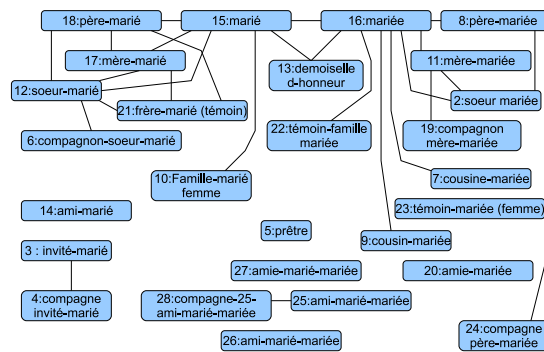 18:père-marié
15:marié
16:mariée
8:père-mariée
17:mère-marié
11:mère-mariée
13:demoiselle
d-honneur
12:soeur-marié
2:soeur mariée
21:frère-marié (témoin)
6:compagnon-soeur-marié
22:témoin-famille
mariée
19:compagnon
mère-mariée
10:Famille-marié
femme
7:cousine-mariée
14:ami-marié
23:témoin-mariée (femme)
5:prêtre
9:cousin-mariée
3 : invité-marié
27:amie-marié-mariée
20:amie-mariée
4:compagne
invité-marié
28:compagne-25-
ami-marié-mariée
25:ami-marié-mariée
26:ami-marié-mariée
24:compagne
père-mariée